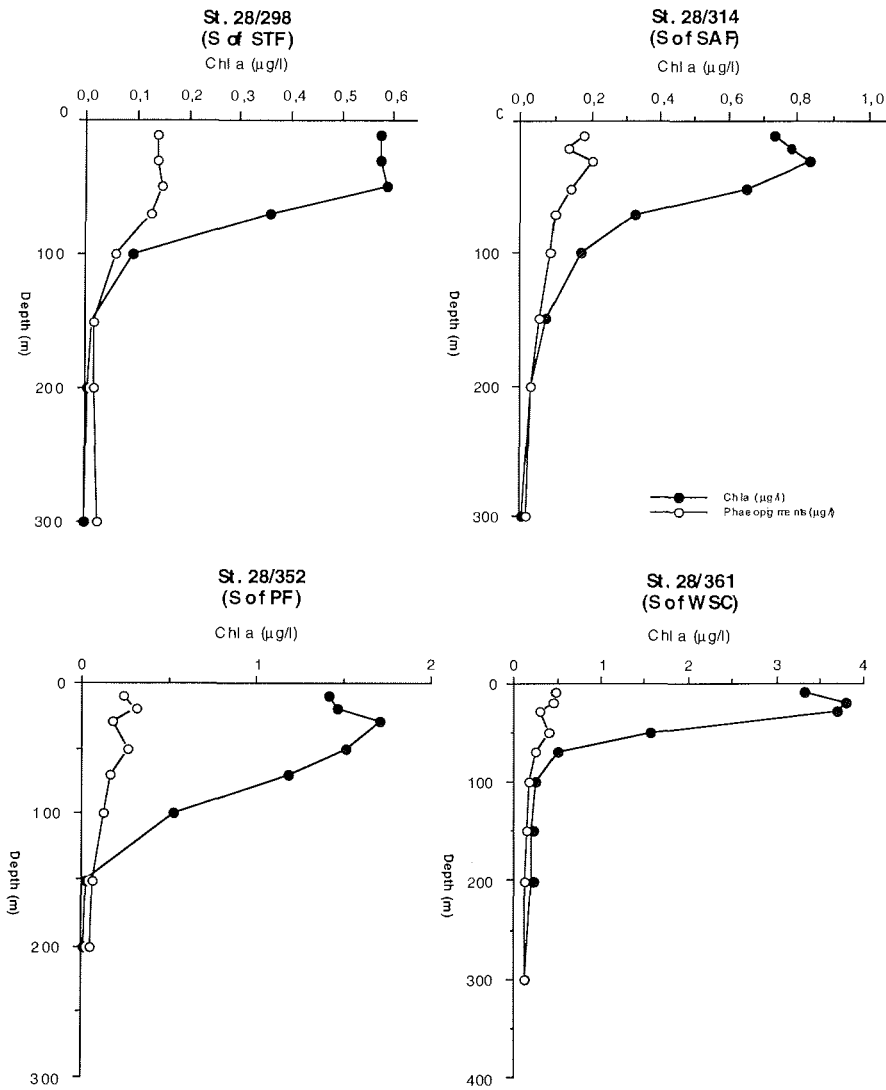 St. 28/298
(S of STF)
Chl a (µg/l)
0,0 0,1 0,2 0,3 0,4 0,5 0,6
0
100
200
300
Depth (m)
St. 28/314
(S of SAF)
Chl a (µg/l)
0,0 0,2 0,4 0,6 0,8 1,0
C
100
200
300
Depth (m)
Chla (µg/l)
Phaeopigments (µg/l)
St. 28/352
(S of PF)
Chl a (µg/l)
0 1 2
0
100
200
300
Depth (m)
St. 28/361
(S of WSC)
Chl a (µg/l)
0 1 2 3 4
0
100
200
300
400
Depth (m)